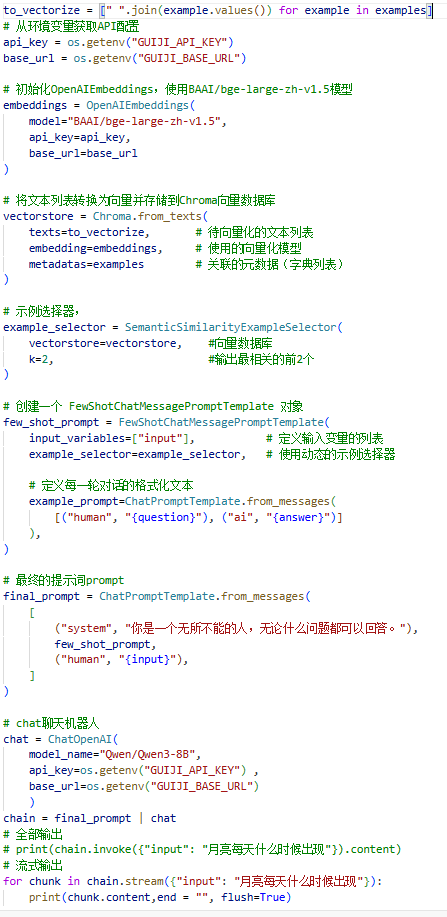 to_vectorize = [" ".join(example.values()) for example in examples]
# 从环境变量获取API配置
api_key = os.getenv("GUIJI_API_KEY")
base_url = os.getenv("GUIJI_BASE_URL")

# 初始化OpenAIEmbeddings，使用BAAI/bge-large-zh-v1.5模型
embeddings = OpenAIEmbeddings(
    model="BAAI/bge-large-zh-v1.5",
    api_key=api_key,
    base_url=base_url
)

# 将文本列表转换为向量并存储到Chroma向量数据库
vectorstore = Chroma.from_texts(
    texts=to_vectorize,       # 待向量化的文本列表
    embedding=embeddings,     # 使用的向量化模型
    metadatas=examples        # 关联的元数据（字典列表）
)

# 示例选择器，
example_selector = SemanticSimilarityExampleSelector(
    vectorstore=vectorstore,    #向量数据库
    k=2,                        #输出最相关的前2个
)

# 创建一个 FewShotChatMessagePromptTemplate 对象
few_shot_prompt = FewShotChatMessagePromptTemplate(
    input_variables=["input"],           # 定义输入变量的列表
    example_selector=example_selector,   # 使用动态的示例选择器

    # 定义每一轮对话的格式化文本
    example_prompt=ChatPromptTemplate.from_messages(
        [("human", "{question}"), ("ai", "{answer}")]
    ),
)

# 最终的提示词prompt
final_prompt = ChatPromptTemplate.from_messages(
    [
        ("system", "你是一个无所不能的人，无论什么问题都可以回答。"),
        few_shot_prompt,
        ("human", "{input}"),
    ]
)

# chat聊天机器人
chat = ChatOpenAI(
    model_name="Qwen/Qwen3-8B",
    api_key=os.getenv("GUIJI_API_KEY") ,
    base_url=os.getenv("GUIJI_BASE_URL")
    )
chain = final_prompt | chat
# 全部输出
# print(chain.invoke({"input": "月亮每天什么时候出现"}).content)
# 流式输出
for chunk in chain.stream({"input": "月亮每天什么时候出现"}):
    print(chunk.content,end = "", flush=True)